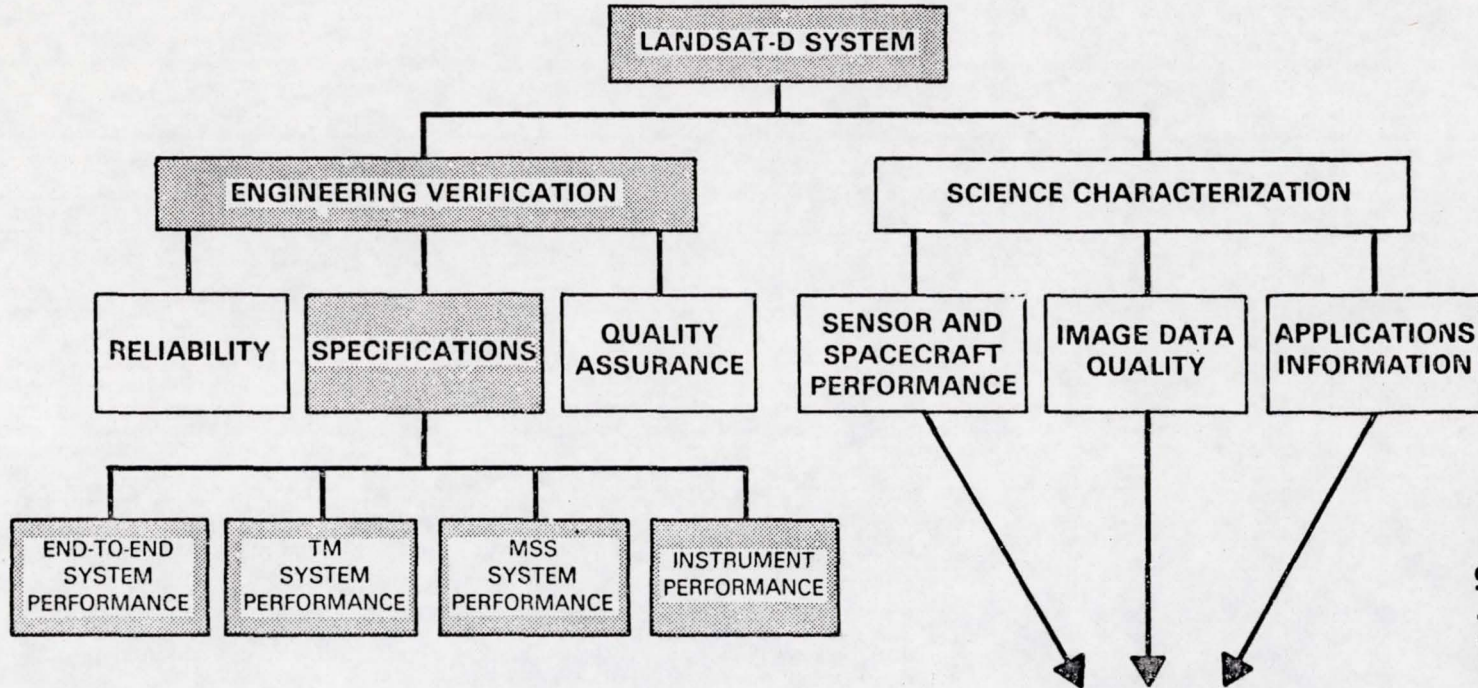 LANDSAT-D SYSTEM
ENGINEERING VERIFICATION
SCIENCE CHARACTERIZATION
RELIABILITY
SPECIFICATIONS
QUALITY
ASSURANCE
SENSOR AND
SPACECRAFT
PERFORMANCE
IMAGE DATA
QUALITY
APPLICATIONS
INFORMATION
END-TO-END
SYSTEM
PERFORMANCE
TM
SYSTEM
PERFORMANCE
MSS
SYSTEM
PERFORMANCE
INSTRUMENT
PERFORMANCE